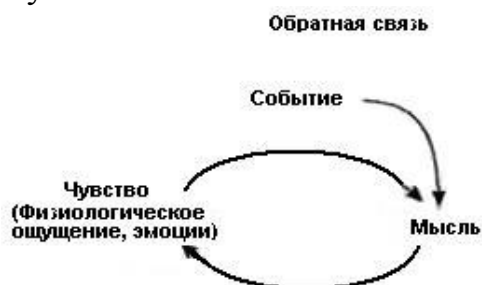 Обратная связь
Событие
Чувство
(Физиологическое
ощущение, эмоции)
Мысль